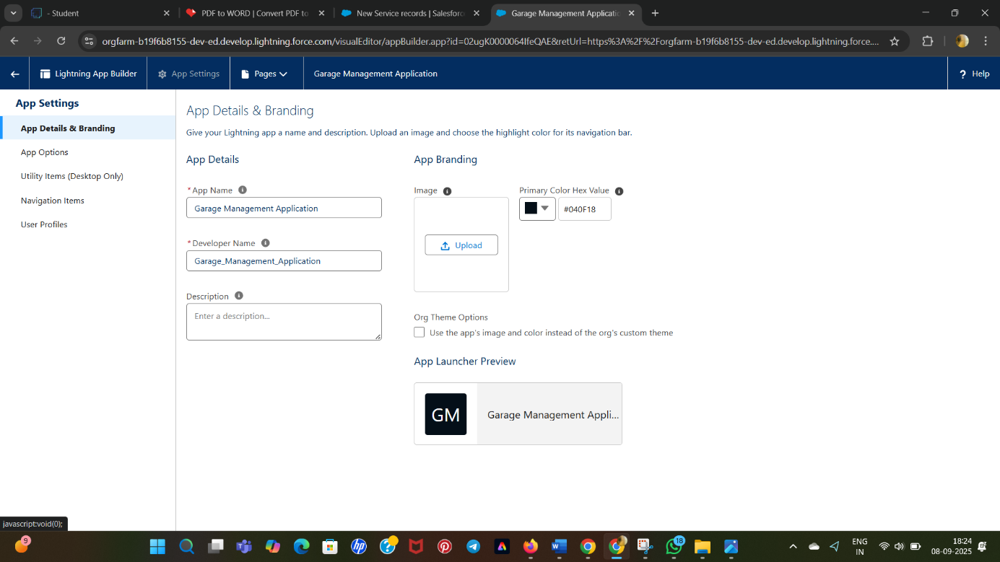 - Student
PDF to WORD | Convert PDF to
New Service records | Salesforc
Garage Management Applicatio
orgfarm-b19f6b8155-dev-ed.develop.lightning.force.com/visualEditor/appBuilder.app?id=02ugK0000064IfeQAE&retUrl=https%3A%2F%2Forgfarm-b19f6b8155-dev-ed.develop.lightning.force....
Lightning App Builder
App Settings
Pages
Garage Management Application
? Help
App Settings
App Details & Branding
App Options
Utility Items (Desktop Only)
Navigation Items
User Profiles
App Details & Branding
Give your Lightning app a name and description. Upload an image and choose the highlight color for its navigation bar.
App Details
*App Name
Garage Management Application
*Developer Name
Garage_Management_Application
Description
Enter a description...
App Branding
Image
Upload
Primary Color Hex Value
#040F18
Org Theme Options
Use the app's image and color instead of the org's custom theme
App Launcher Preview
GM
Garage Management Appli...
javascript:void(0);
9
18
ENG
IN
18:24
08-09-2025